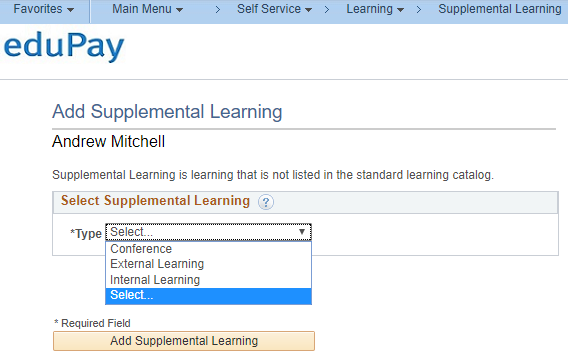 Favorites Main Menu > Self Service > Learning > Supplemental Learning
eduPay
Add Supplemental Learning
Andrew Mitchell
Supplemental Learning is learning that is not listed in the standard learning catalog.
Select Supplemental Learning ?
*Type Select...
Conference
External Learning
Internal Learning
Select...
* Required Field
Add Supplemental Learning